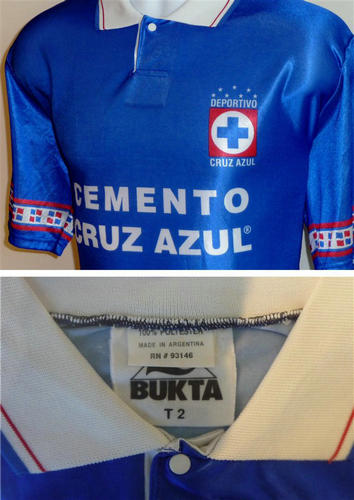 DEPORTIVO
CRUZ AZUL
CEMENTO
CRUZ AZUL®
100% POLYESTER
MADE IN ARGENTINA
RN # 93146
BUKTA
T 2